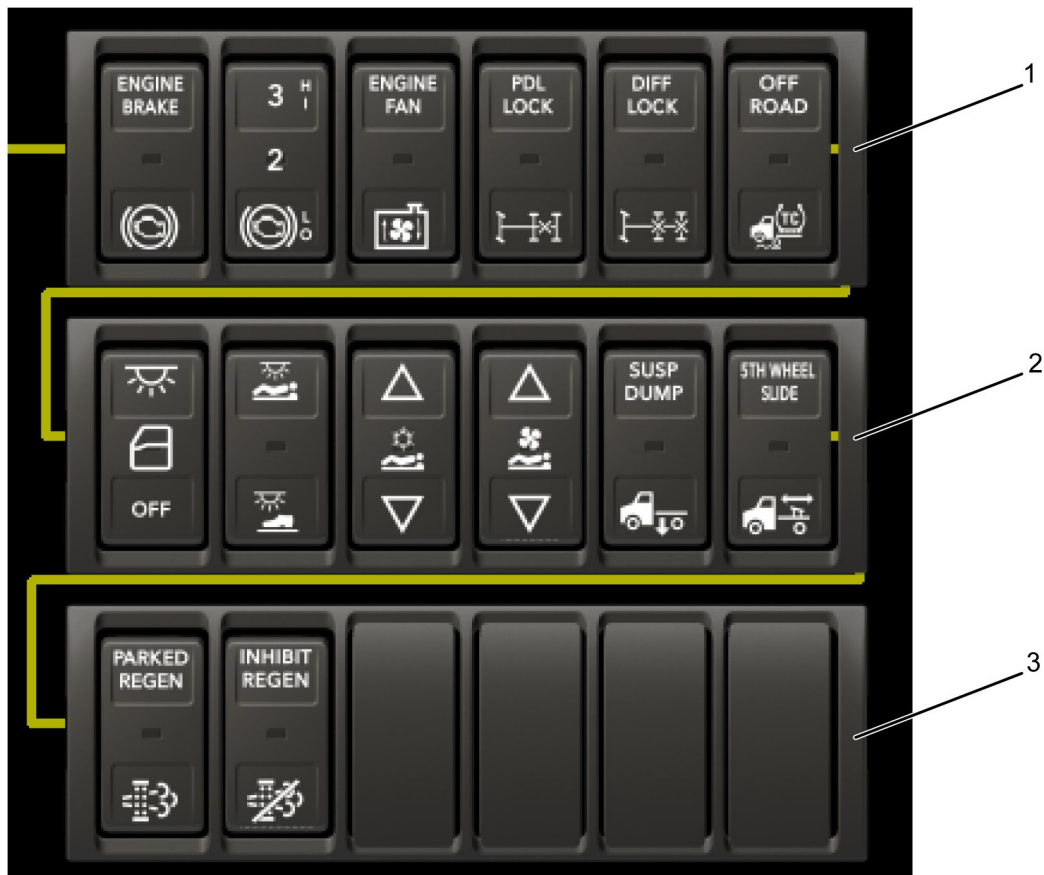 ENGINE
BRAKE
3 H
I
2
L
O
ENGINE
FAN
PDL
LOCK
DIFF
LOCK
OFF
ROAD
TC
1
OFF
SUSP
DUMP
5TH WHEEL
SLIDE
2
PARKED
REGEN
INHIBIT
REGEN
3